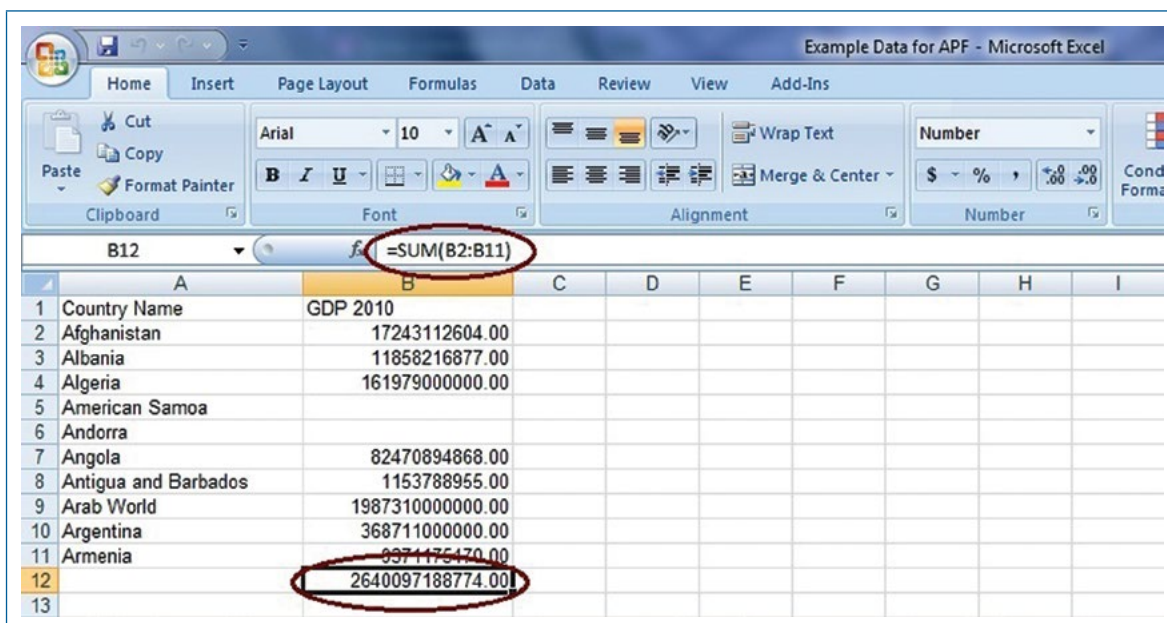 Example Data for APF - Microsoft Excel
Home Insert Page Layout Formulas Data Review View Add-Ins
Cut
Copy
Format Painter
Paste
Arial 10 A A
B I U A
Wrap Text
Merge & Center
Number
$ % ,
.00 .00
Clipboard Font Alignment Number
B12 fx =SUM(B2:B11)
A B C D E F G H I
1 Country Name GDP 2010
2 Afghanistan 17243112604.00
3 Albania 11858216877.00
4 Algeria 161979000000.00
5 American Samoa
6 Andorra
7 Angola 82470894868.00
8 Antigua and Barbados 1153788955.00
9 Arab World 1987310000000.00
10 Argentina 368711000000.00
11 Armenia
12 2640097188774.00
13